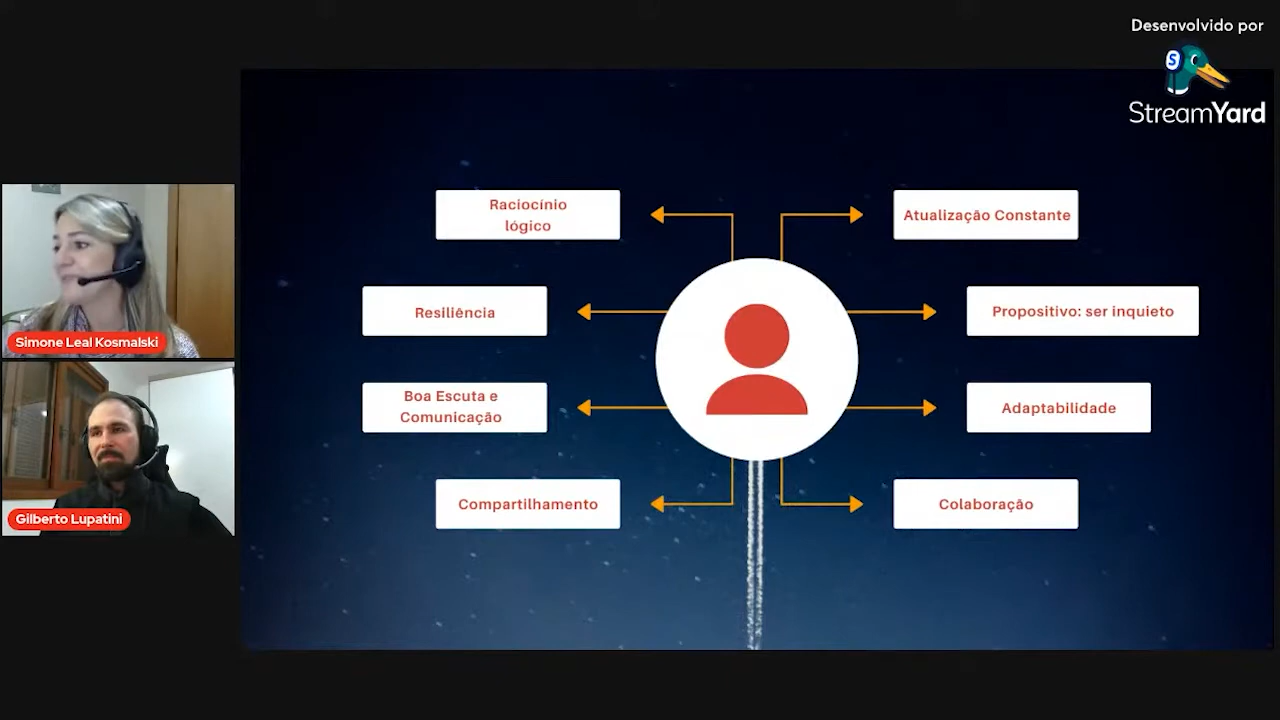 Desenvolvido por
StreamYard
Raciocínio
lógico
Atualização Constante
Resiliência
Propositivo: ser inquieto
Boa Escuta e
Comunicação
Adaptabilidade
Compartilhamento
Colaboração
Simone Leal Kosmalski
Gilberto Lupatini